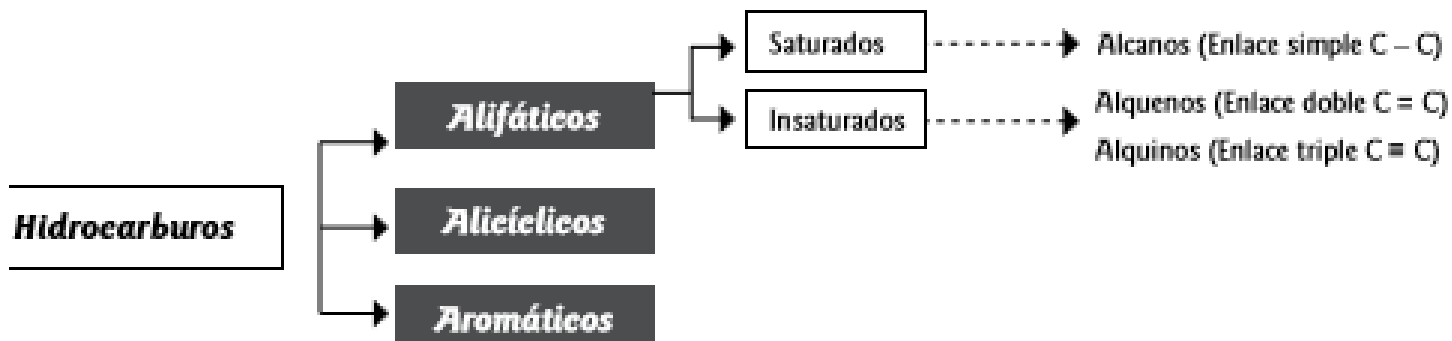 Hidrocarburos
Alifáticos
Alicíclicos
Aromáticos
Saturados
Insaturados
Alcanos (Enlace simple C – C)
Alquenos (Enlace doble C = C)
Alquinos (Enlace triple C ≡ C)